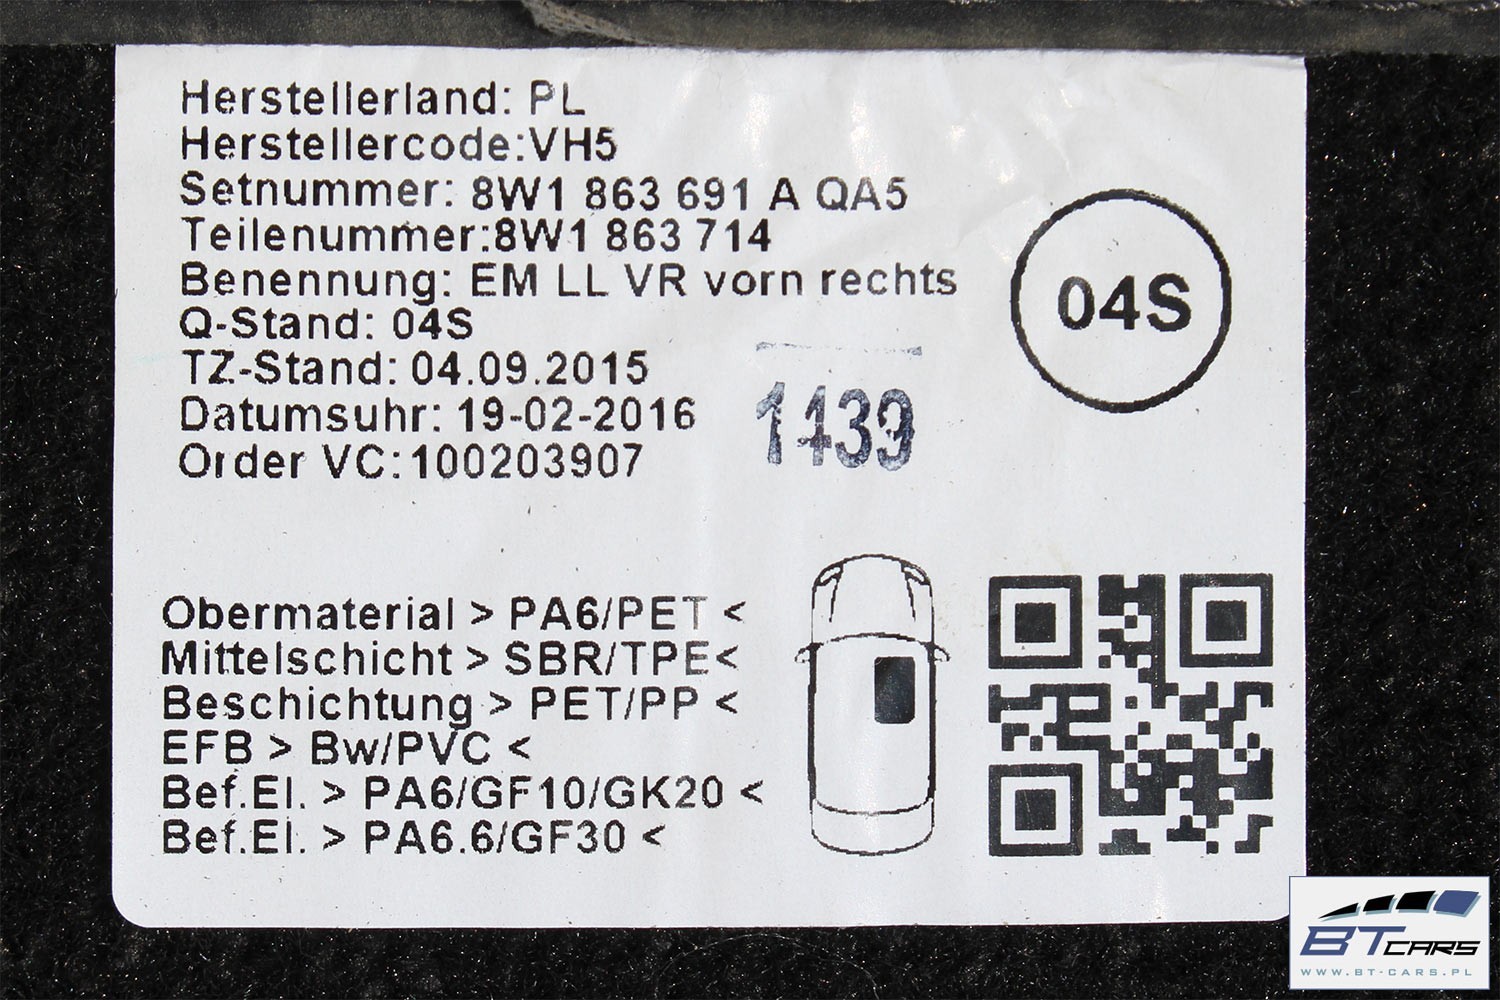 Herstellerland: PL
Herstellercode:VH5
Setnummer: 8W1 863 691 A QA5
Teilenummer:8W1 863 714
Benennung: EM LL VR vorn rechts
Q-Stand: 04S
TZ-Stand: 04.09.2015
Datumsuhr: 19-02-2016
Order VC:100203907
04S
1439
Obermaterial > PA6/PET <
Mittelschicht > SBR/TPE<
Beschichtung > PET/PP <
EFB > Bw/PVC <
Bef.El. > PA6/GF10/GK20 <
Bef.El. > PA6.6/GF30 <
BT CARS
WWW.BT-CARS.PL